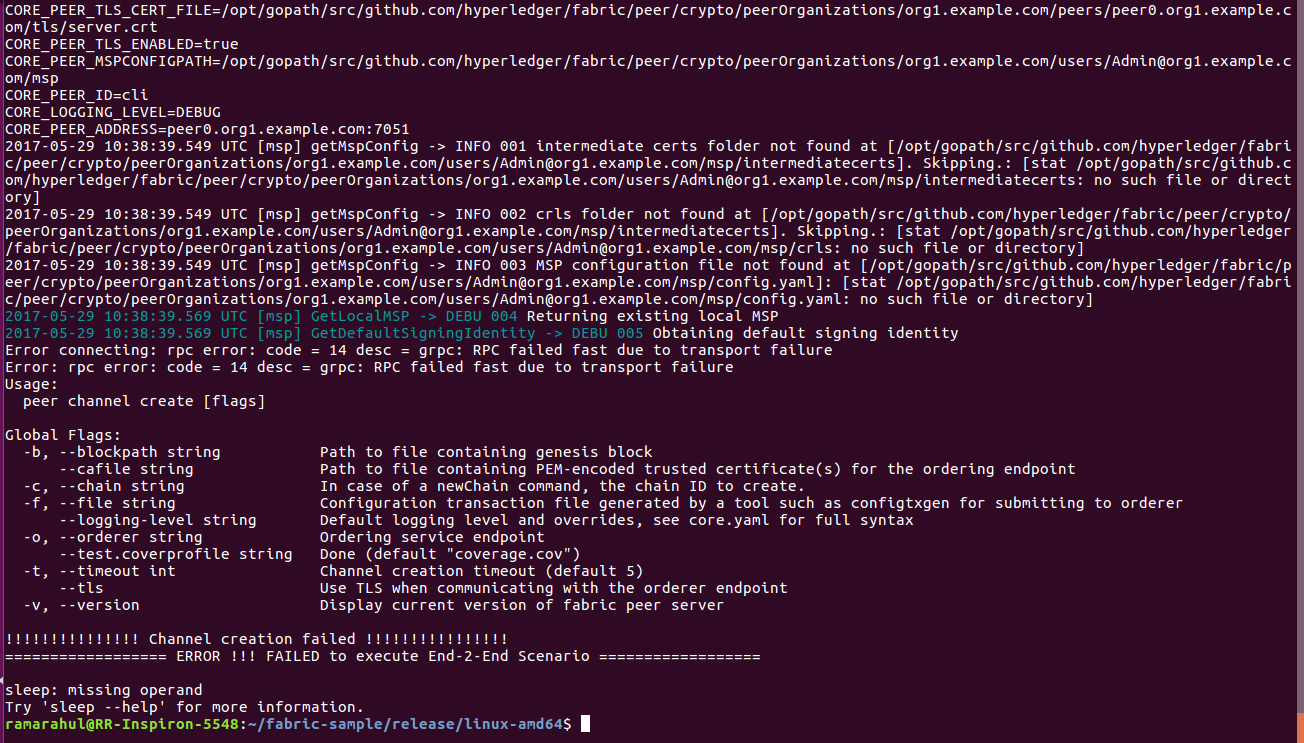 CORE_PEER_TLS_CERT_FILE=/opt/gopath/src/github.com/hyperledger/fabric/peer/crypto/peerOrganizations/org1.example.com/peers/peer0.org1.example.c
om/tls/server.crt
CORE_PEER_TLS_ENABLED=true
CORE_PEER_MSPCONFIGPATH=/opt/gopath/src/github.com/hyperledger/fabric/peer/crypto/peerOrganizations/org1.example.com/users/Admin@org1.example.c
om/msp
CORE_PEER_ID=cli
CORE_LOGGING_LEVEL=DEBUG
CORE_PEER_ADDRESS=peer0.org1.example.com:7051
2017-05-29 10:38:39.549 UTC [msp] getMspConfig -> INFO 001 intermediate certs folder not found at [/opt/gopath/src/github.com/hyperledger/fabri
c/peer/crypto/peerOrganizations/org1.example.com/users/Admin@org1.example.com/msp/intermediatecerts]. Skipping.: [stat /opt/gopath/src/github.c
om/hyperledger/fabric/peer/crypto/peerOrganizations/org1.example.com/users/Admin@org1.example.com/msp/intermediatecerts: no such file or direct
ory]
2017-05-29 10:38:39.549 UTC [msp] getMspConfig -> INFO 002 crls folder not found at [/opt/gopath/src/github.com/hyperledger/fabric/peer/crypto/
peerOrganizations/org1.example.com/users/Admin@org1.example.com/msp/intermediatecerts]. Skipping.: [stat /opt/gopath/src/github.com/hyperledger
/fabric/peer/crypto/peerOrganizations/org1.example.com/users/Admin@org1.example.com/msp/crls: no such file or directory]
2017-05-29 10:38:39.549 UTC [msp] getMspConfig -> INFO 003 MSP configuration file not found at [/opt/gopath/src/github.com/hyperledger/fabric/p
eer/crypto/peerOrganizations/org1.example.com/users/Admin@org1.example.com/msp/config.yaml]: [stat /opt/gopath/src/github.com/hyperledger/fabri
c/peer/crypto/peerOrganizations/org1.example.com/users/Admin@org1.example.com/msp/config.yaml: no such file or directory]
2017-05-29 10:38:39.569 UTC [msp] GetLocalMSP -> DEBU 004 Returning existing local MSP
2017-05-29 10:38:39.569 UTC [msp] GetDefaultSigningIdentity -> DEBU 005 Obtaining default signing identity
Error connecting: rpc error: code = 14 desc = grpc: RPC failed fast due to transport failure
Error: rpc error: code = 14 desc = grpc: RPC failed fast due to transport failure
Usage:
  peer channel create [flags]

Global Flags:
  -b, --blockpath string           Path to file containing genesis block
      --cafile string              Path to file containing PEM-encoded trusted certificate(s) for the ordering endpoint
  -c, --chain string               In case of a newChain command, the chain ID to create.
  -f, --file string                Configuration transaction file generated by a tool such as configtxgen for submitting to orderer
      --logging-level string       Default logging level and overrides, see core.yaml for full syntax
  -o, --orderer string             Ordering service endpoint
      --test.coverprofile string   Done (default "coverage.cov")
  -t, --timeout int                Channel creation timeout (default 5)
      --tls                        Use TLS when communicating with the orderer endpoint
  -v, --version                    Display current version of fabric peer server

!!!!!!!!!!!!!!! Channel creation failed !!!!!!!!!!!!!!!!
================== ERROR !!! FAILED to execute End-2-End Scenario ==================

sleep: missing operand
Try 'sleep --help' for more information.
ramarahul@RR-Inspiron-5548:~/fabric-sample/release/linux-amd64$